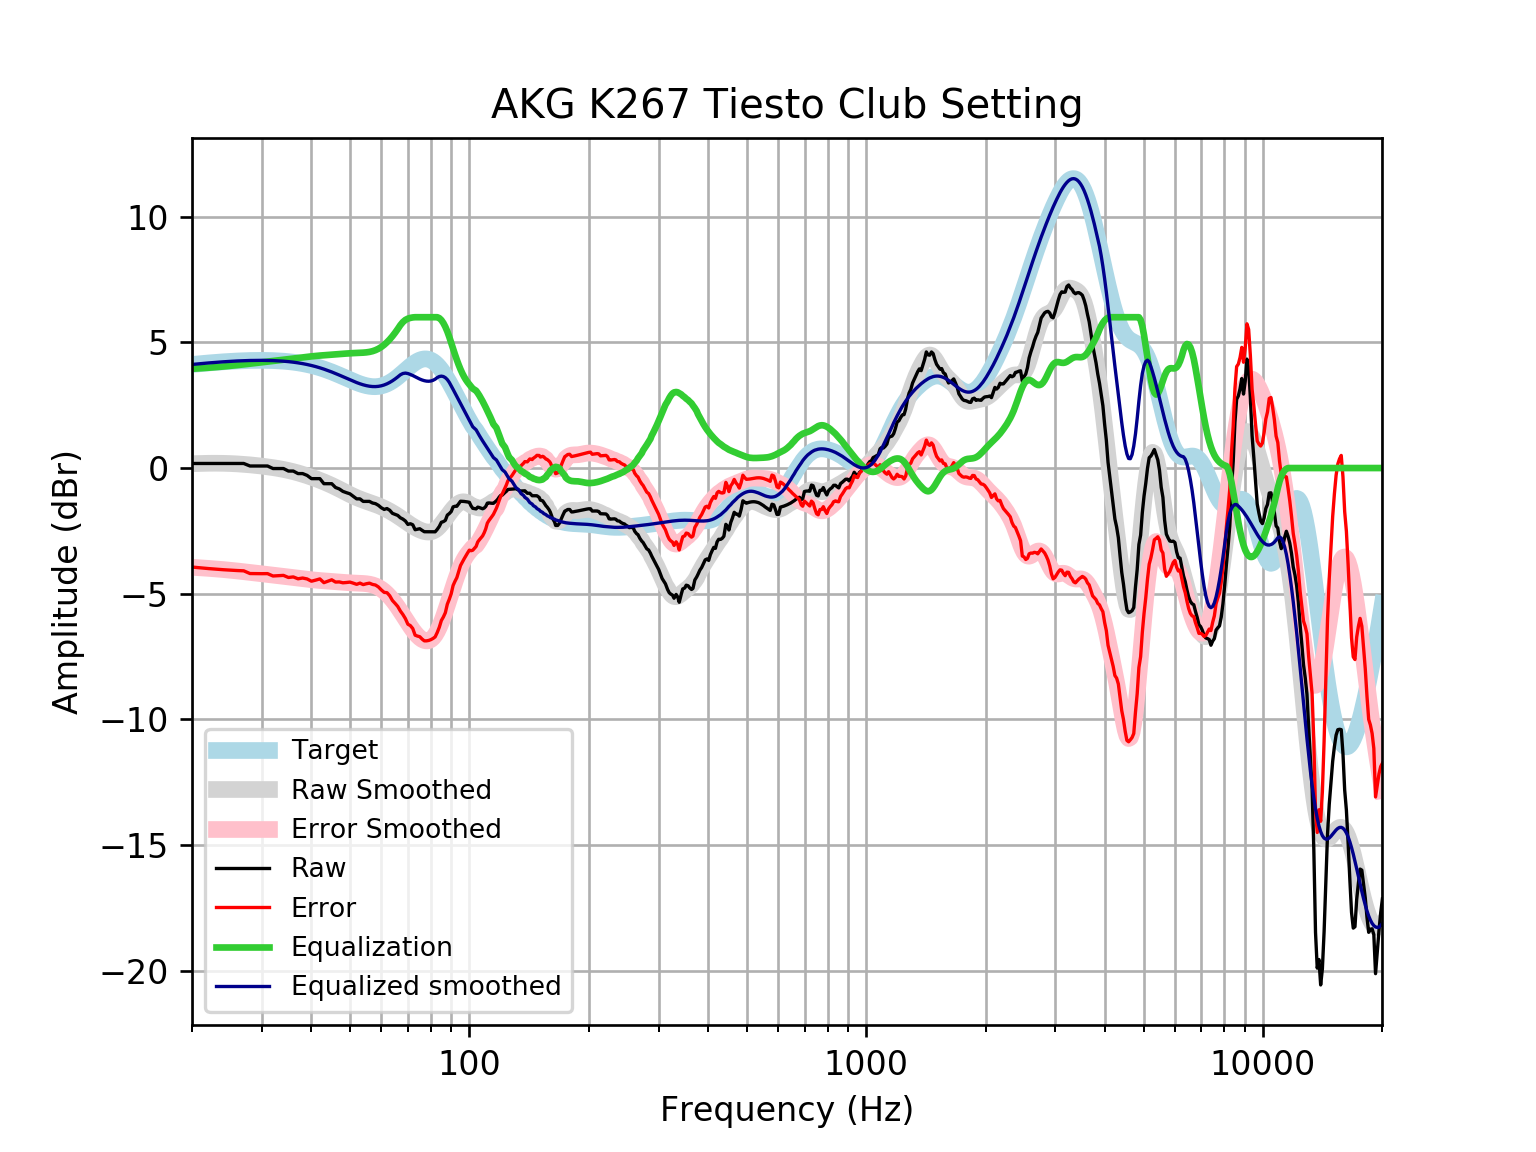 AKG K267 Tiesto Club Setting
10
5
0
−5
−10
−15
−20
Amplitude (dBr)
Target
Raw Smoothed
Error Smoothed
Raw
Error
Equalization
Equalized smoothed
100 1000 10000
Frequency (Hz)